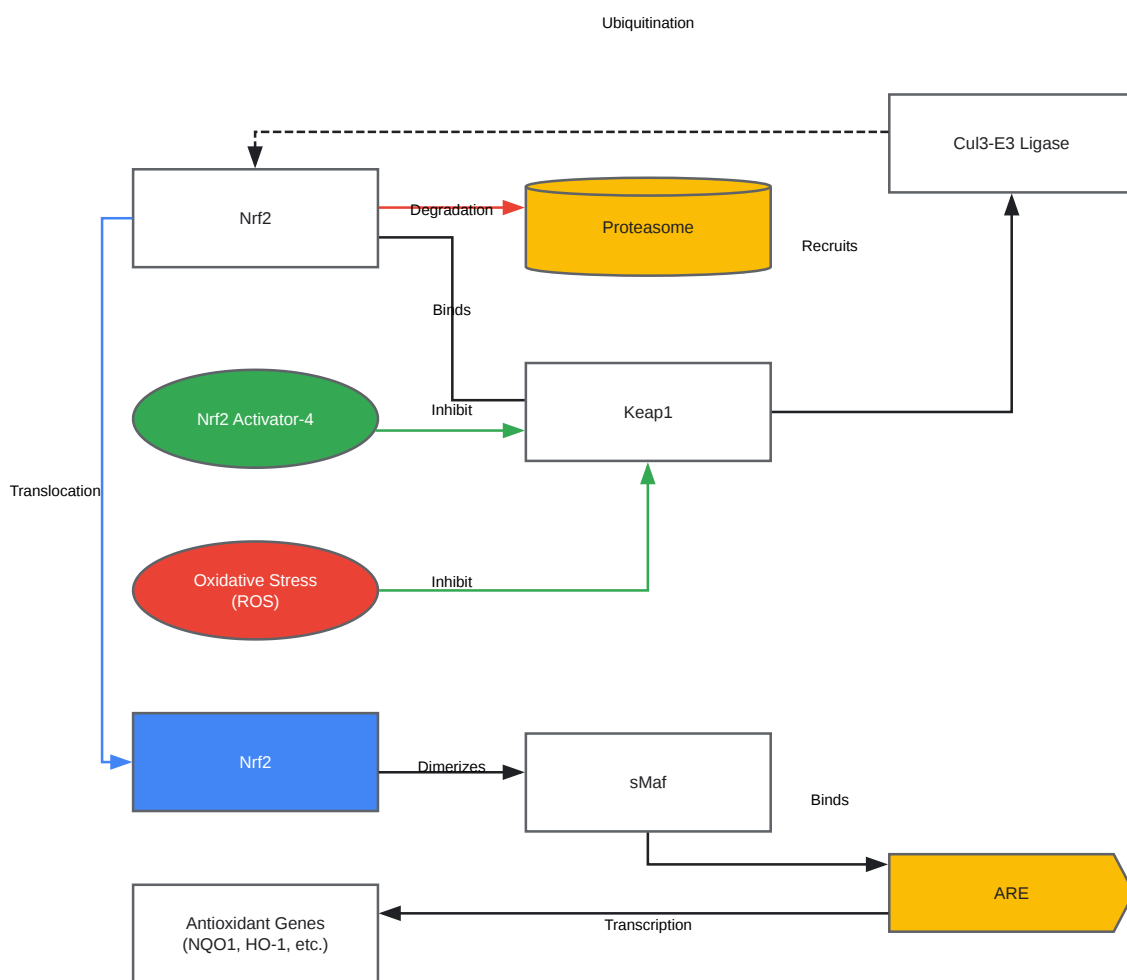 Ubiquitination
Cul3-E3 Ligase
Nrf2
Degradation
Proteasome
Recruits
Binds
Nrf2 Activator-4
Inhibit
Keap1
Translocation
Oxidative Stress
(ROS)
Inhibit
Nrf2
Dimerizes
sMaf
Binds
ARE
Antioxidant Genes
(NQO1, HO-1, etc.)
Transcription